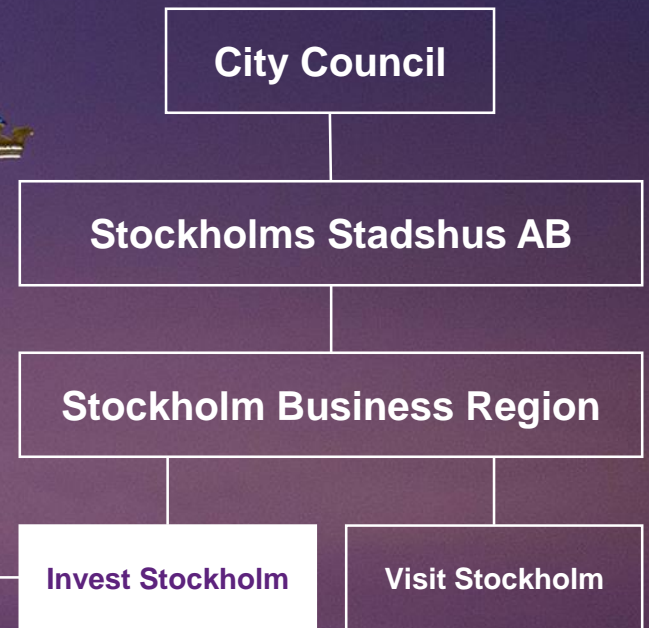 City Council
Stockholms Stadshus AB
Stockholm Business Region
Invest Stockholm
Visit Stockholm